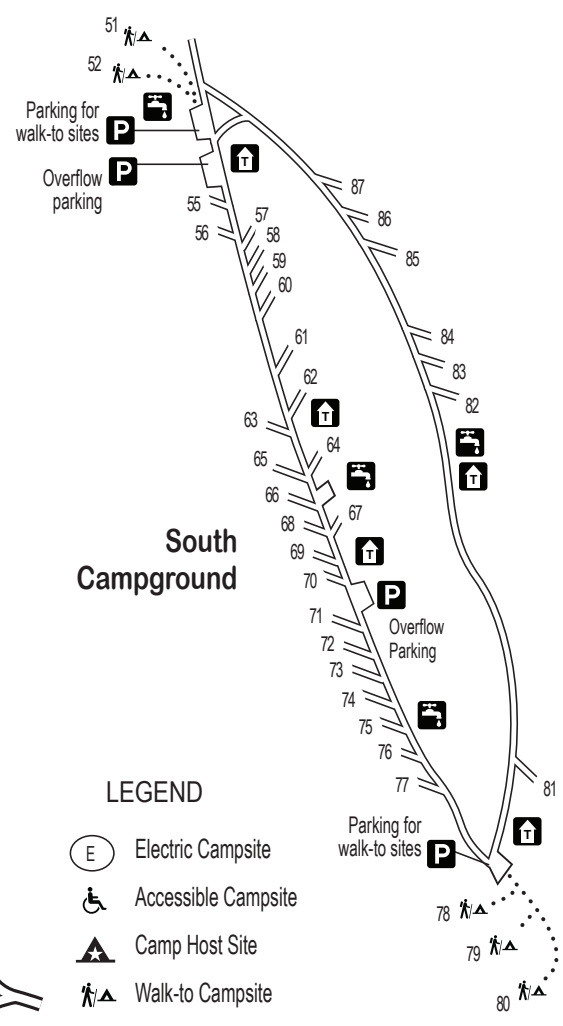 51
52
Parking for
walk-to sites
P
Overflow
parking
P
T
55
56
57
58
59
60
61
62
63
T
64
65
66
67
68
69
70
T
P
Overflow
Parking
71
72
73
74
75
76
77
87
86
85
84
83
82
T
81
South
Campground
Parking for
walk-to sites
P
T
78
79
80
LEGEND
E
Electric Campsite
Accessible Campsite
Camp Host Site
Walk-to Campsite